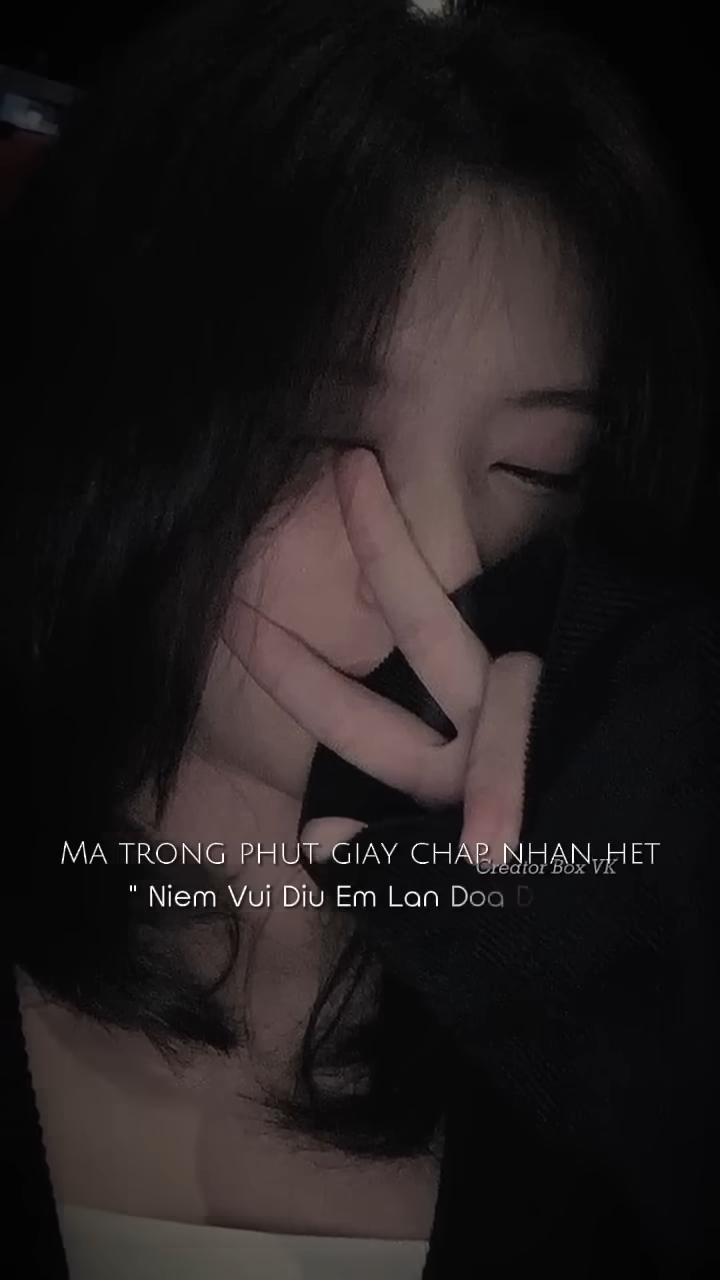 MA TRONG PHUT GIAY CHAP NHAN HET
Creator Box VK
" Niem Vui Diu Em Lan Doa D